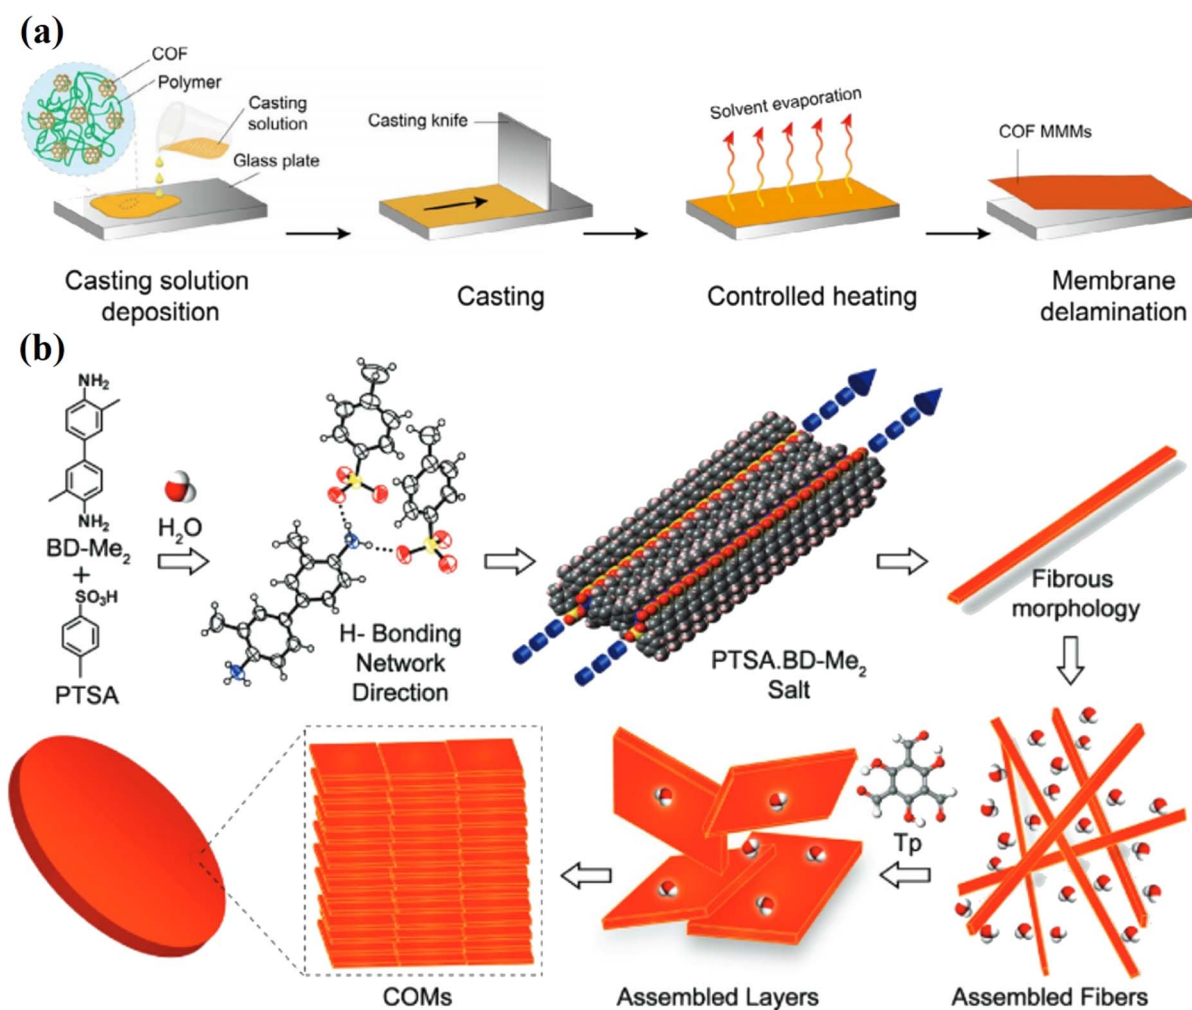 (a)
COF
Polymer
Casting
solution
Glass plate
Casting solution
deposition
Casting knife
Casting
Solvent evaporation
Controlled heating
COF MMMs
Membrane
delamination
(b)
NH₂
NH₂
BD-Me₂
+
SO₃H
PTSA
H₂O
H- Bonding
Network
Direction
PTSA.BD-Me₂
Salt
Fibrous
morphology
Tp
COMs
Assembled Layers
Assembled Fibers